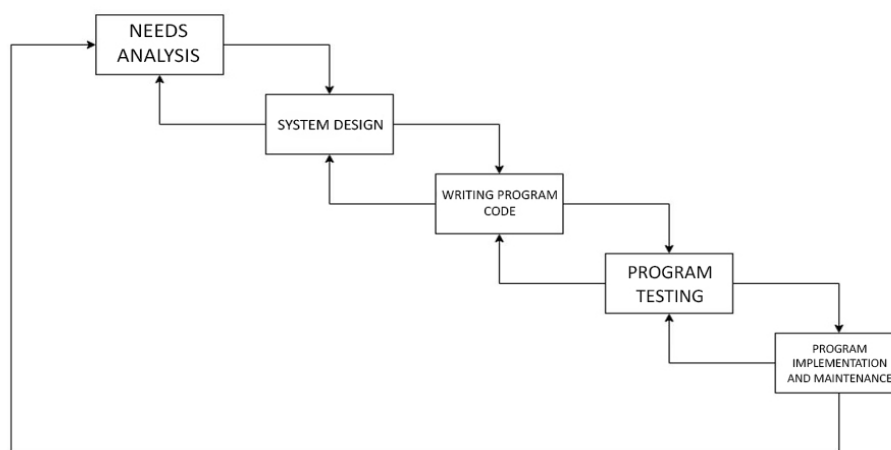 NEEDS
ANALYSIS
SYSTEM DESIGN
WRITING PROGRAM
CODE
PROGRAM
TESTING
PROGRAM
IMPLEMENTATION
AND MAINTENANCE